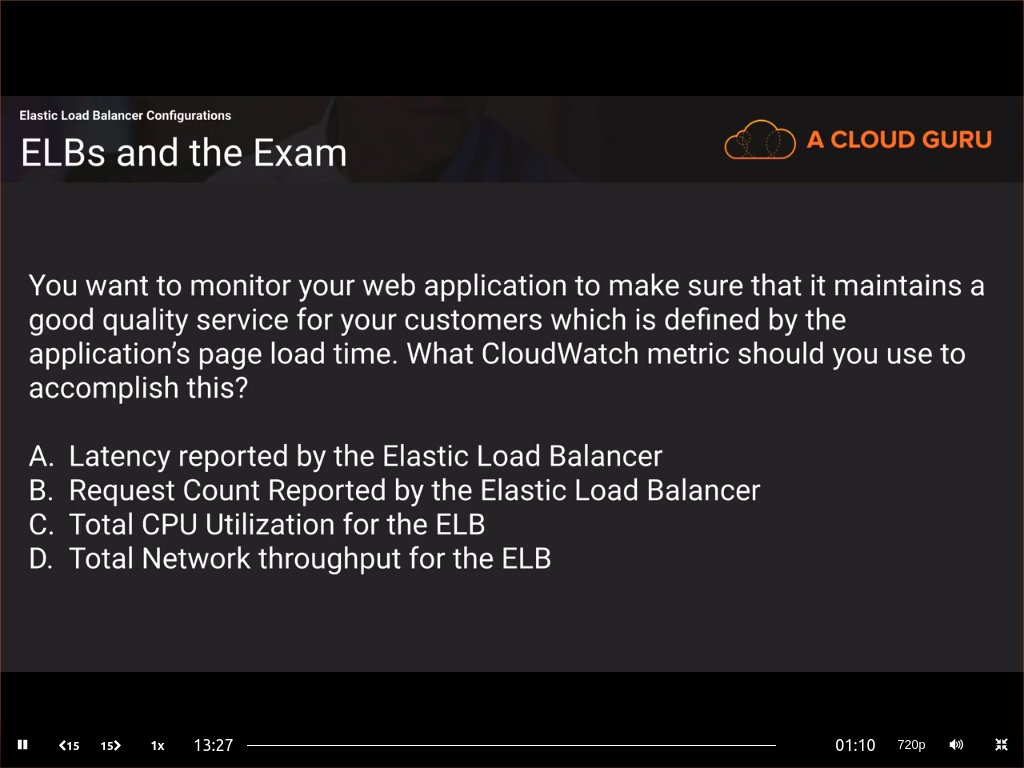 Elastic Load Balancer Configurations
ELBs and the Exam
A CLOUD GURU
You want to monitor your web application to make sure that it maintains a
good quality service for your customers which is defined by the
application’s page load time. What CloudWatch metric should you use to
accomplish this?
A. Latency reported by the Elastic Load Balancer
B. Request Count Reported by the Elastic Load Balancer
C. Total CPU Utilization for the ELB
D. Total Network throughput for the ELB
15 15 1x 13:27 01:10 720p